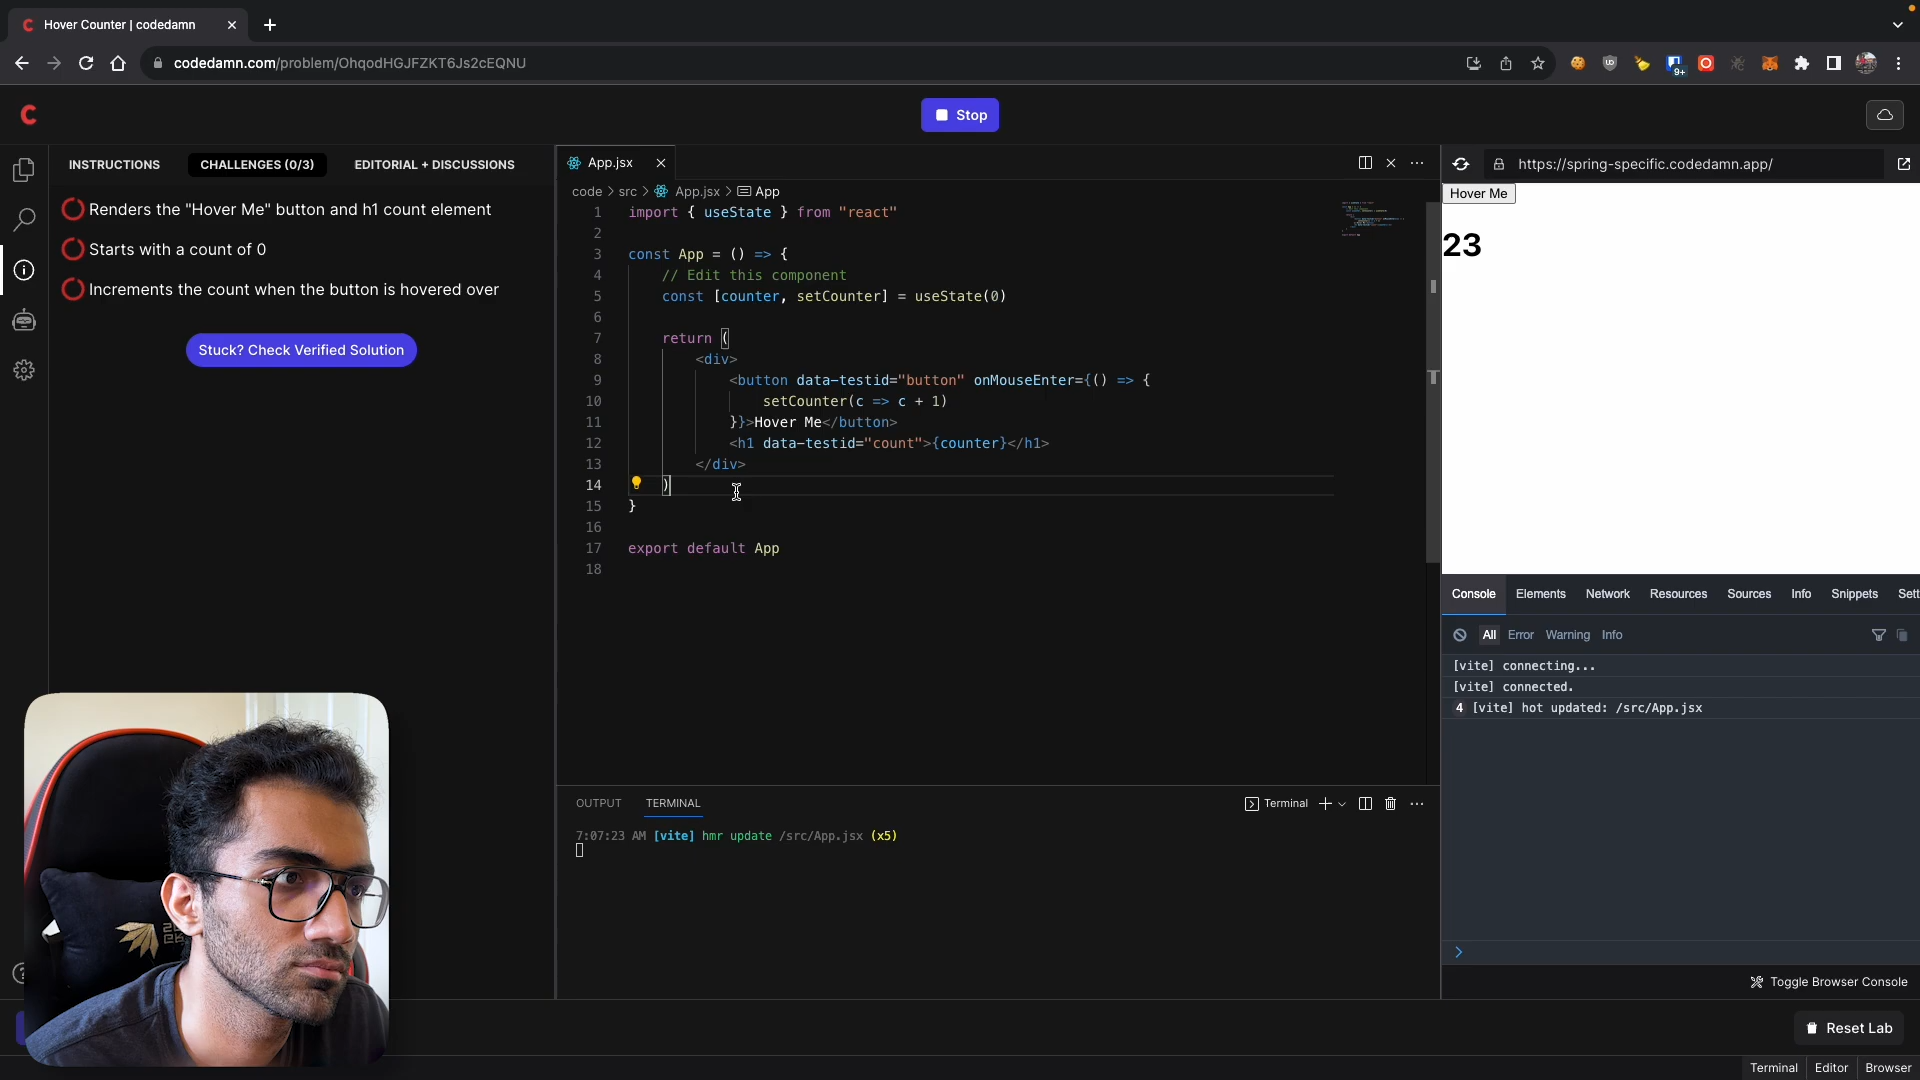 Hover Counter | codedamn
codedamn.com/problem/OhqodHGJFZKT6Js2cEQNU
9+
Stop
INSTRUCTIONS
CHALLENGES (0/3)
EDITORIAL + DISCUSSIONS
Renders the "Hover Me" button and h1 count element
Starts with a count of 0
Increments the count when the button is hovered over
Stuck? Check Verified Solution
App.jsx
code > src > App.jsx > App
1 import { useState } from "react"
2
3 const App = () => {
4 // Edit this component
5 const [counter, setCounter] = useState(0)
6
7 return (
8 <div>
9 <button data-testid="button" onMouseEnter={() => {
10 setCounter(c => c + 1)
11 }}>Hover Me</button>
12 <h1 data-testid="count">{counter}</h1>
13 </div>
14 )
15 }
16
17 export default App
18
OUTPUT
TERMINAL
Terminal
7:07:23 AM [vite] hmr update /src/App.jsx (x5)
https://spring-specific.codedamn.app/
Hover Me
23
Console Elements Network Resources Sources Info Snippets Sett
All Error Warning Info
[vite] connecting...
[vite] connected.
4 [vite] hot updated: /src/App.jsx
Toggle Browser Console
Reset Lab
Terminal Editor Browser